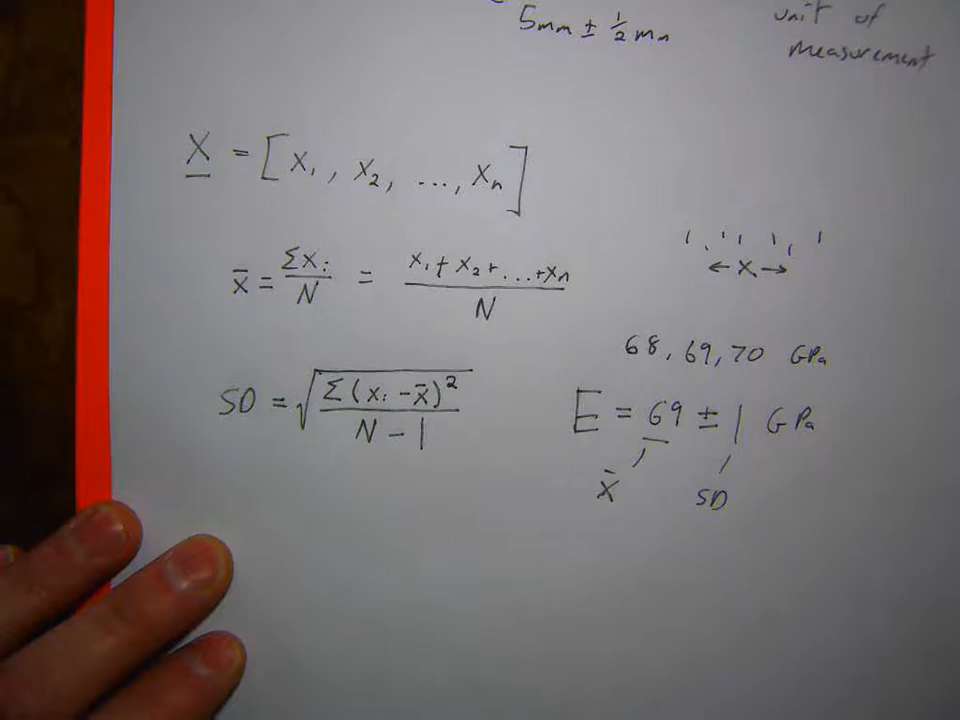 5mm ± 1/2 mm
unit of
measurement
X = [X₁, X₂, ..., Xn]
x̄ = ΣXi / N = X₁ + X₂ + ... + Xn / N
← X →
68, 69, 70 GPa
SD = √(Σ(xi - x̄)² / N - 1)
E = 69 ± 1 GPa
x̄ SD